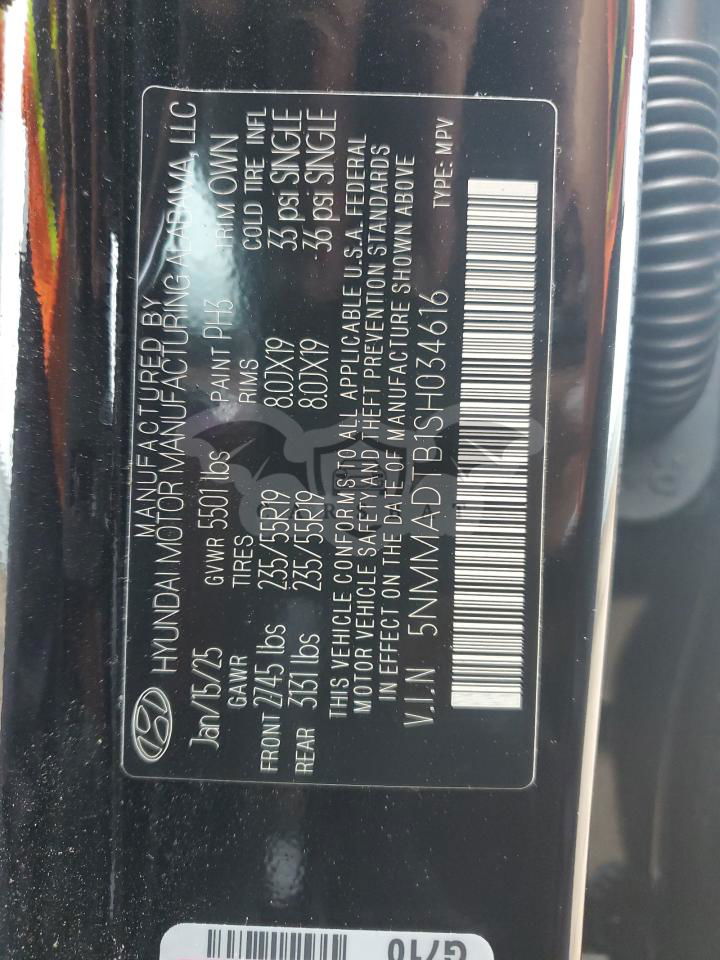 MANUFACTURED BY
HYUNDAI MOTOR MANUFACTURING ALABAMA, LLC
Jan/15/25 GVWR 5501 lbs PAINT PH3 TRIM OWN
GAWR TIRES RIMS COLD TIRE INFL
FRONT 2745 lbs 235/55R19 8.0JX19 33 psi SINGLE
REAR 3131 lbs 235/55R19 8.0JX19 36 psi SINGLE
THIS VEHICLE CONFORMS TO ALL APPLICABLE U.S.A. FEDERAL
MOTOR VEHICLE SAFETY AND THEFT PREVENTION STANDARDS
IN EFFECT ON THE DATE OF MANUFACTURE SHOWN ABOVE
V.I.N 5NMMADTB1SH034616 TYPE: MPV
G710